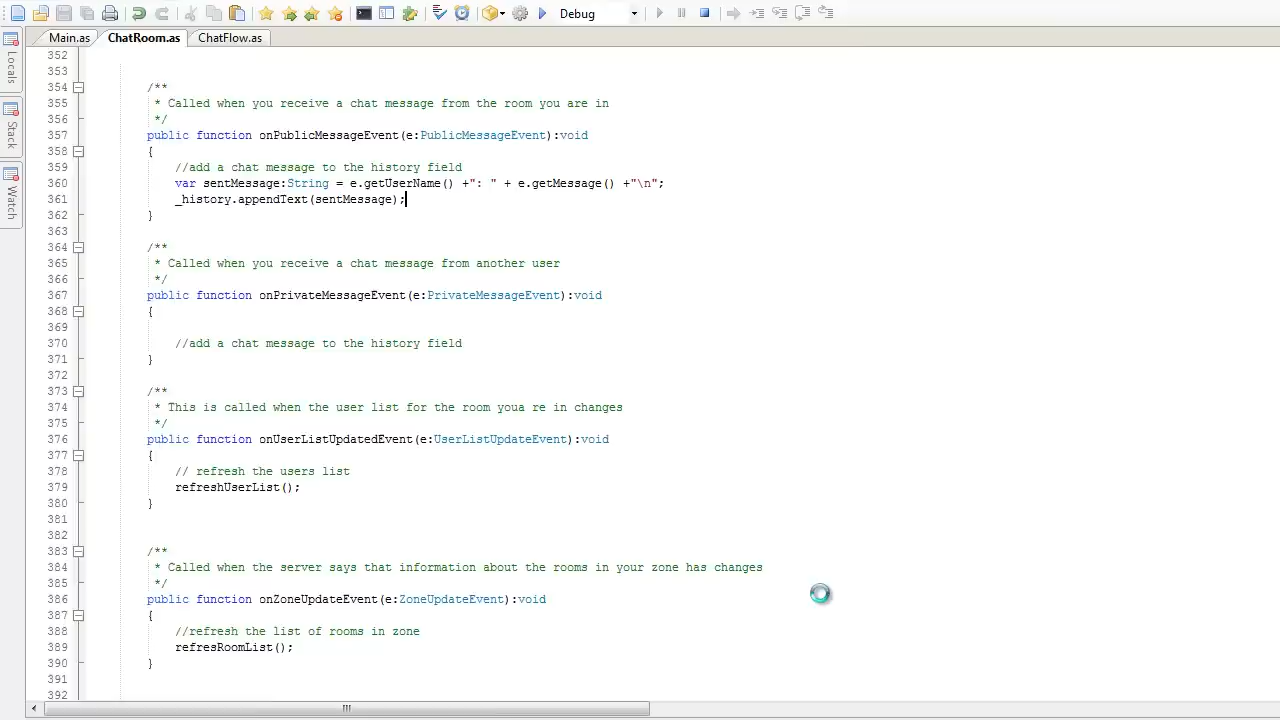 Debug
Main.as ChatRoom.as ChatFlow.as
Locals
Stack
Watch
352
353
354 /**
355 * Called when you receive a chat message from the room you are in
356 */
357 public function onPublicMessageEvent(e:PublicMessageEvent):void
358 {
359 //add a chat message to the history field
360 var sentMessage:String = e.getUserName() +": " + e.getMessage() +"\n";
361 _history.appendText(sentMessage);
362 }
363
364 /**
365 * Called when you receive a chat message from another user
366 */
367 public function onPrivateMessageEvent(e:PrivateMessageEvent):void
368 {
369
370 //add a chat message to the history field
371 }
372
373 /**
374 * This is called when the user list for the room youa re in changes
375 */
376 public function onUserListUpdatedEvent(e:UserListUpdateEvent):void
377 {
378 // refresh the users list
379 refreshUserList();
380 }
381
382
383 /**
384 * Called when the server says that information about the rooms in your zone has changes
385 */
386 public function onZoneUpdateEvent(e:ZoneUpdateEvent):void
387 {
388 //refresh the list of rooms in zone
389 refresRoomList();
390 }
391
392